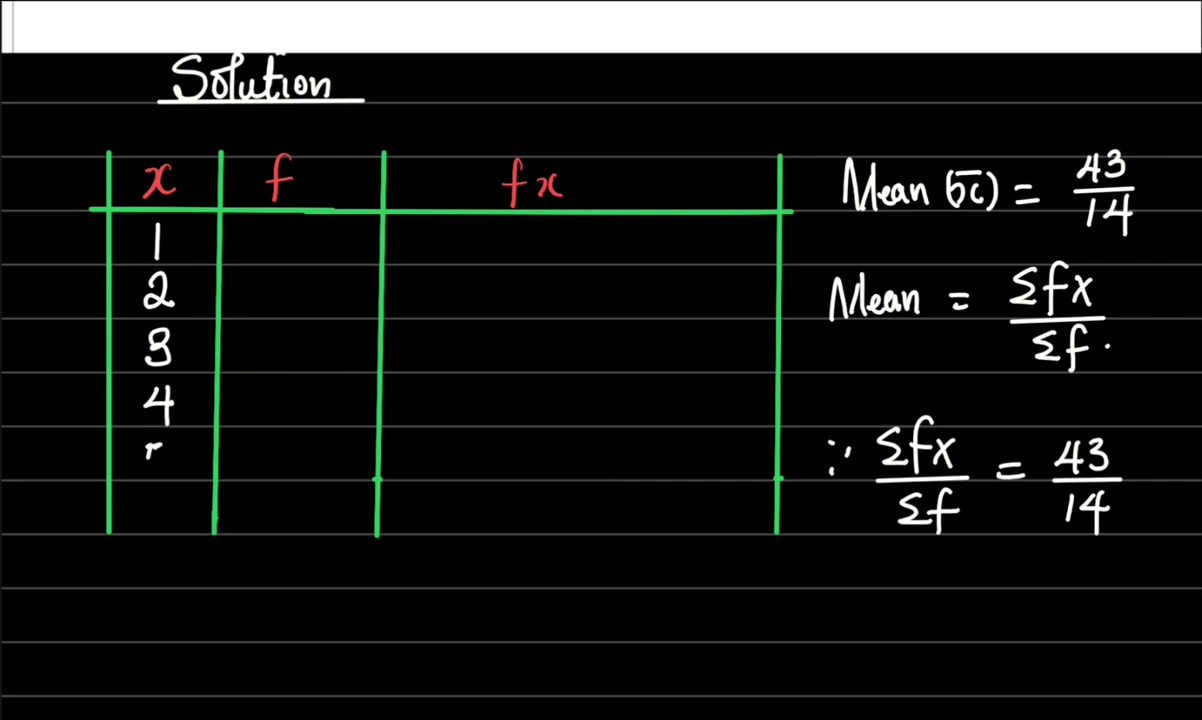 Solution
x f fx
1
2
3
4
Mean (x̄) = 43/14
Mean = Σfx/Σf.
∵ Σfx/Σf = 43/14